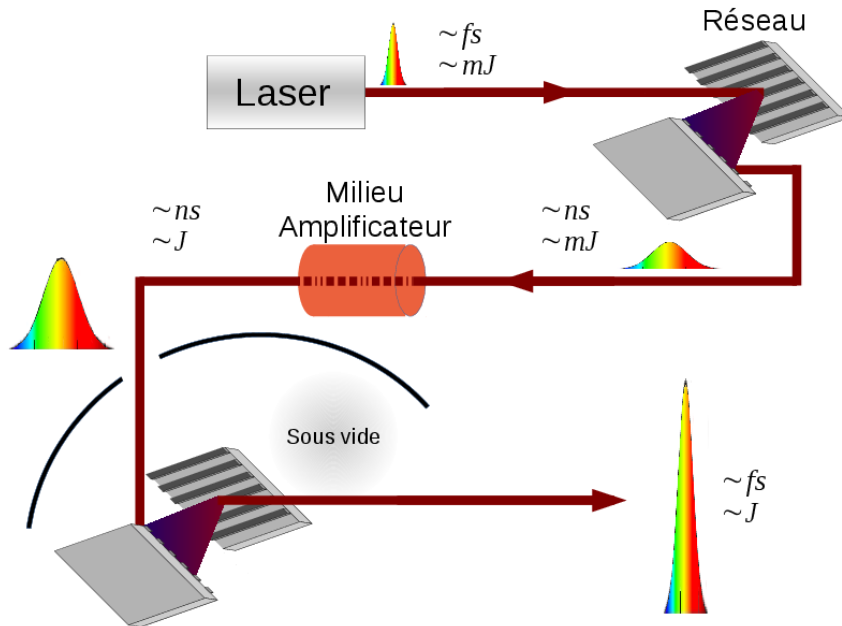 Réseau
~fs
~mJ
Laser
Milieu
Amplificateur
~ns
~J
~ns
~mJ
Sous vide
~fs
~J